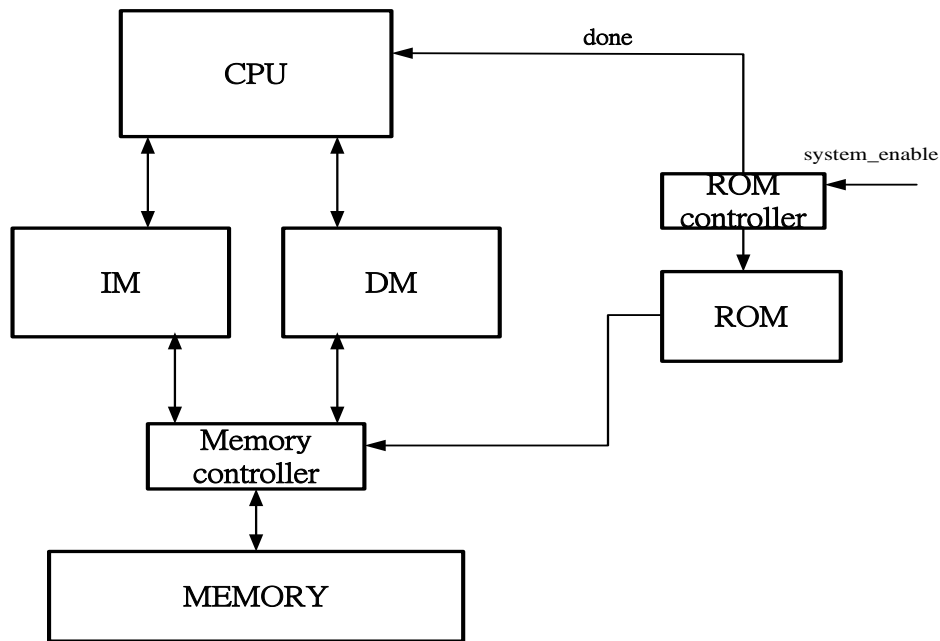 done
CPU
system_enable
ROM
controller
IM
DM
ROM
Memory
controller
MEMORY